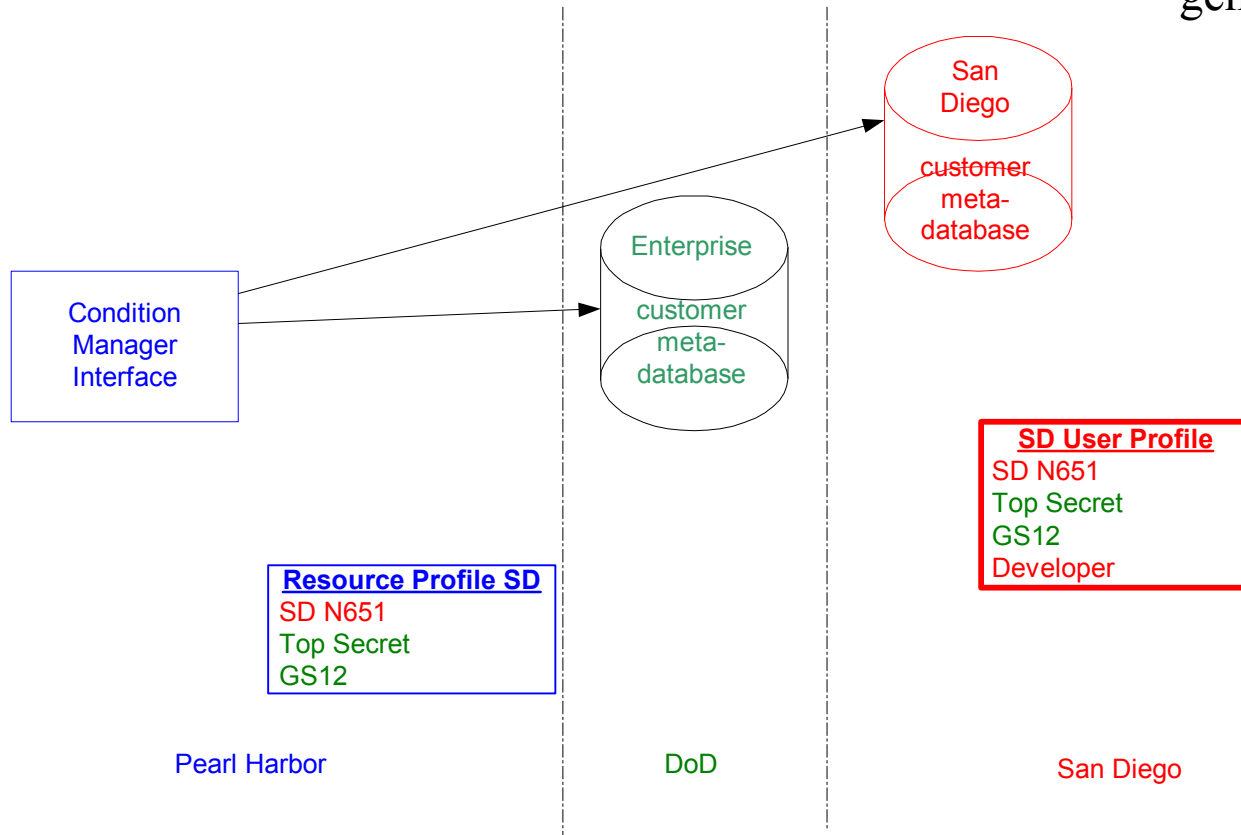 San
Diego
customer
meta-
database
Enterprise
customer
meta-
database
Condition
Manager
Interface
SD User Profile
SD N651
Top Secret
GS12
Developer
Resource Profile SD
SD N651
Top Secret
GS12
Pearl Harbor
DoD
San Diego